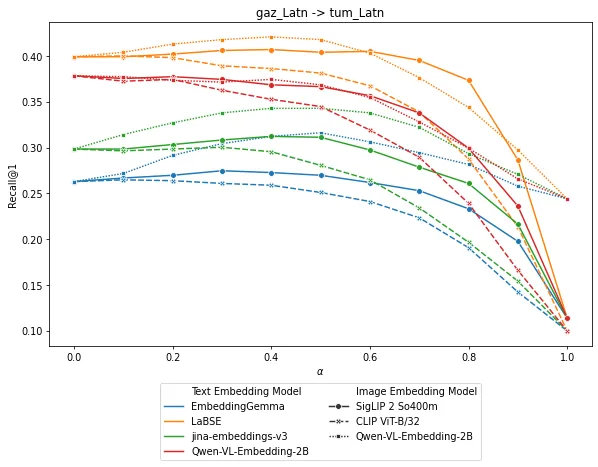 gaz_Latn -> tum_Latn
Recall@1
0.40
0.35
0.30
0.25
0.20
0.15
0.10
0.0 0.2 0.4 0.6 0.8 1.0
α
Text Embedding Model Image Embedding Model
EmbeddingGemma SigLIP 2 So400m
LaBSE CLIP ViT-B/32
jina-embeddings-v3 Qwen-VL-Embedding-2B
Qwen-VL-Embedding-2B